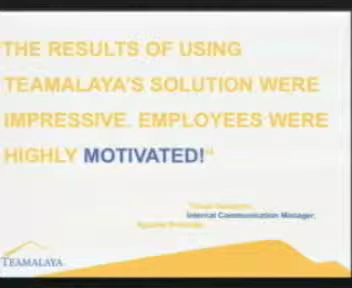 THE RESULTS OF USING
TEAMALAYA'S SOLUTION WERE
IMPRESSIVE. EMPLOYEES WERE
HIGHLY MOTIVATED!"
Internal Communication Manager,
TEAMALAYA